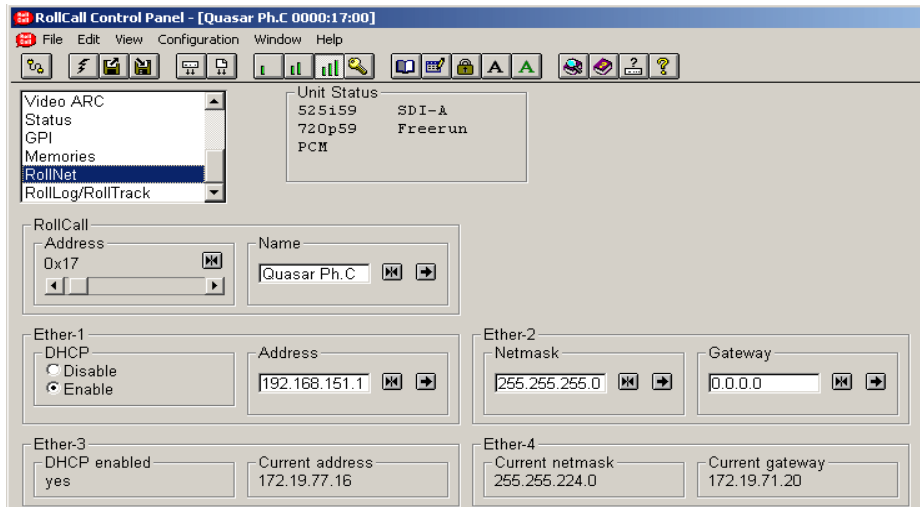 RollCall Control Panel - [Quasar Ph.C 0000:17:00]
File Edit View Configuration Window Help
A A
Video ARC
Status
GPI
Memories
RollNet
RollLog/RollTrack
Unit Status
525i59 SDI-A
720p59 Freerun
PCM
RollCall
Address
0x17
Name
Quasar Ph.C
Ether-1
DHCP
Disable
Enable
Address
192.168.151.1
Ether-2
Netmask
255.255.255.0
Gateway
0.0.0.0
Ether-3
DHCP enabled
yes
Current address
172.19.77.16
Ether-4
Current netmask
255.255.224.0
Current gateway
172.19.71.20